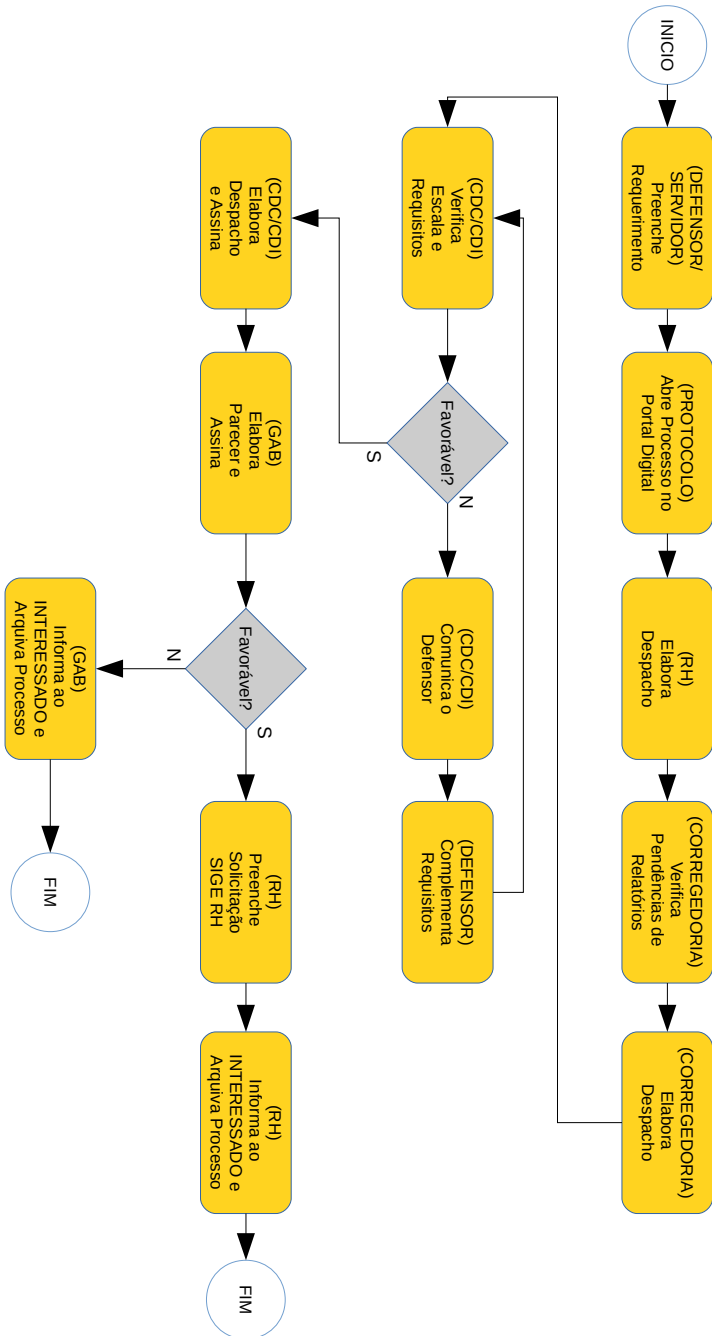 INICIO
(DEFENSOR/
SERVIDOR)
Preenche
Requerimento
(PROTOCOLO)
Abre Processo no
Portal Digital
(RH)
Elabora
Despacho
(CORREGEDORIA)
Verifica
Pendências de
Relatórios
(CORREGEDORIA)
Elabora
Despacho
(CDC/CDI)
Verifica
Escala e
Requisitos
Favorável?
N
S
(CDC/CDI)
Comunica o
Defensor
(DEFENSOR)
Complementa
Requisitos
(CDC/CDI)
Elabora
Despacho
e Assina
(GAB)
Elabora
Parecer e
Assina
Favorável?
S
N
(RH)
Preenche
Solicitação
SIGE RH
(RH)
Informa ao
INTERESSADO e
Arquiva Processo
FIM
(GAB)
Informa ao
INTERESSADO e
Arquiva Processo
FIM